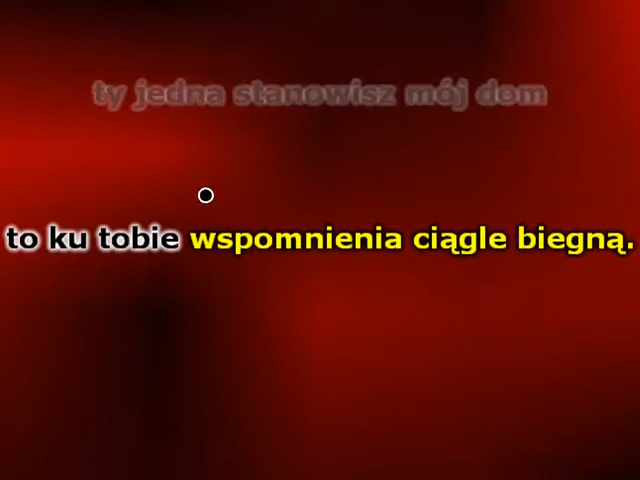 ty jedna stanowisz mój dom
to ku tobie wspomnienia ciągle biegną.